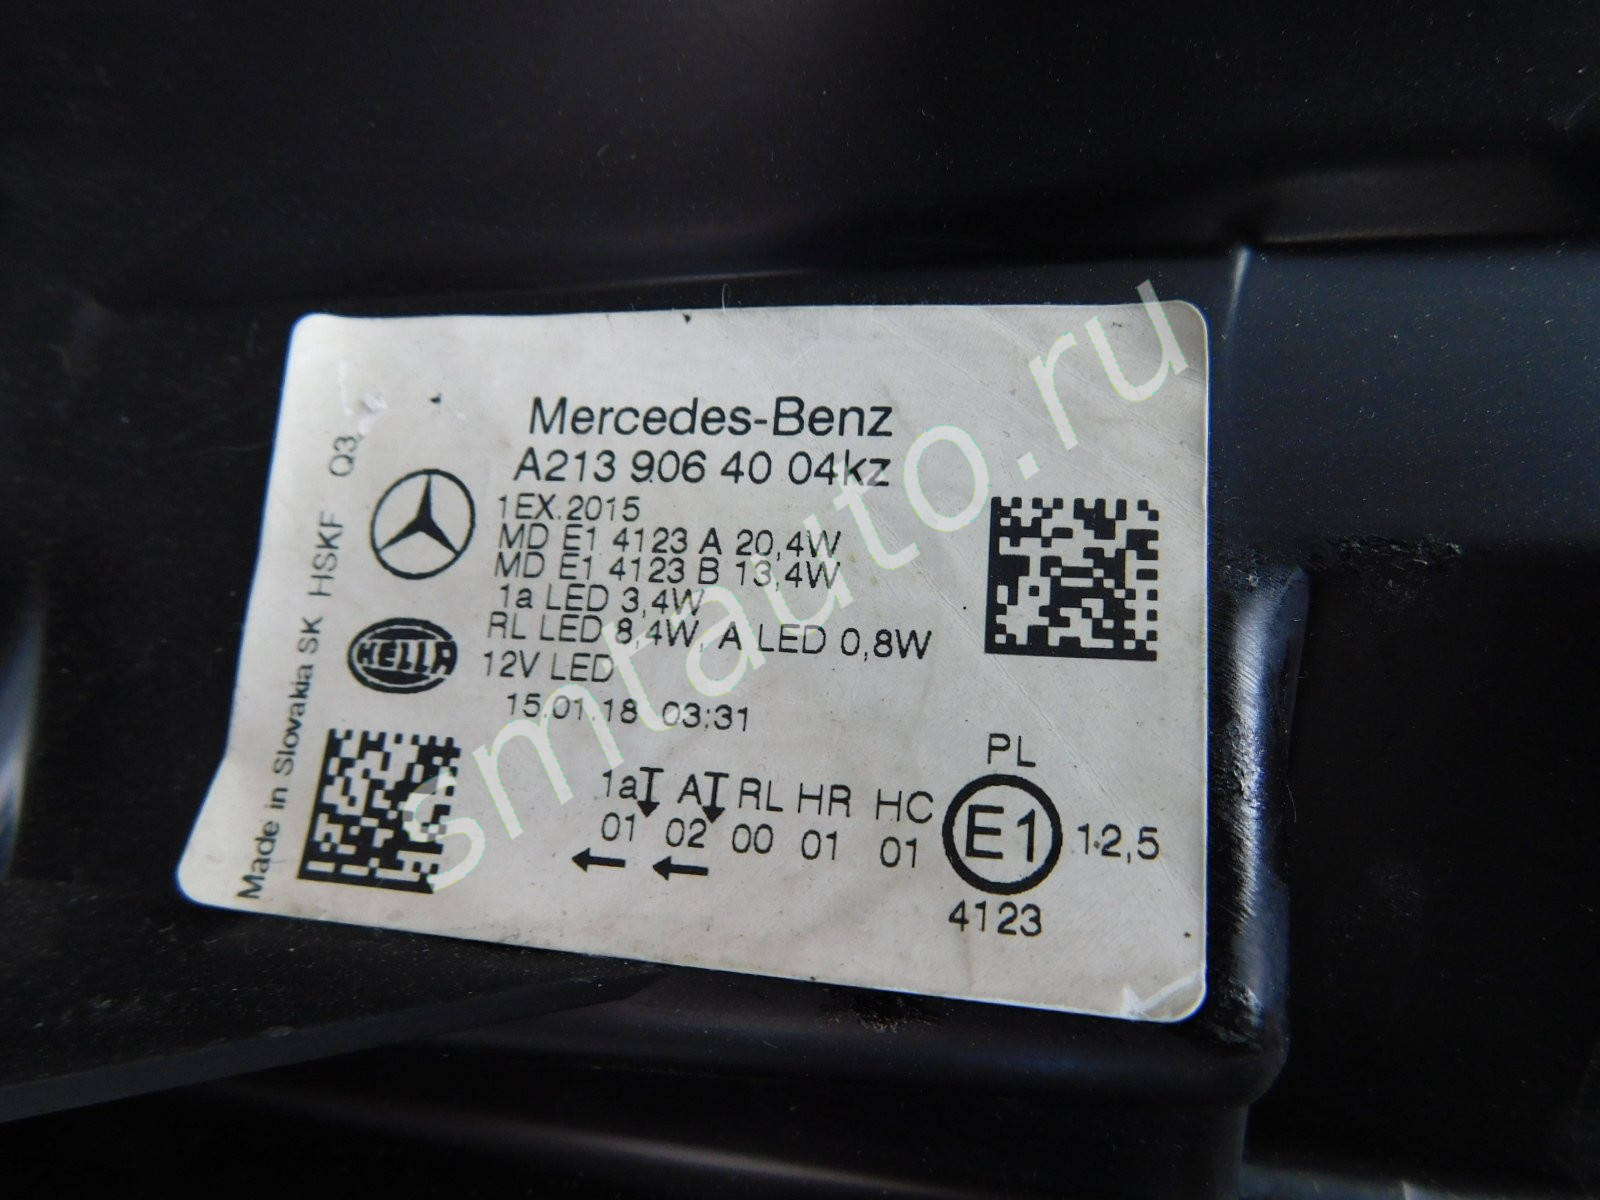 Mercedes-Benz
A213 906 40 04kz
1EX.2015
MD E1 4123 A 20,4W
MD E1 4123 B 13,4W
1a LED 3,4W
RL LED 8,4W, A LED 0,8W
12V LED
15.01.18 03:31
HELLA
Made in Slovakia SK HSKF Q3
1a A RL HR HC
01 02 00 01 01
PL
E1
12,5
4123
smtauto.ru